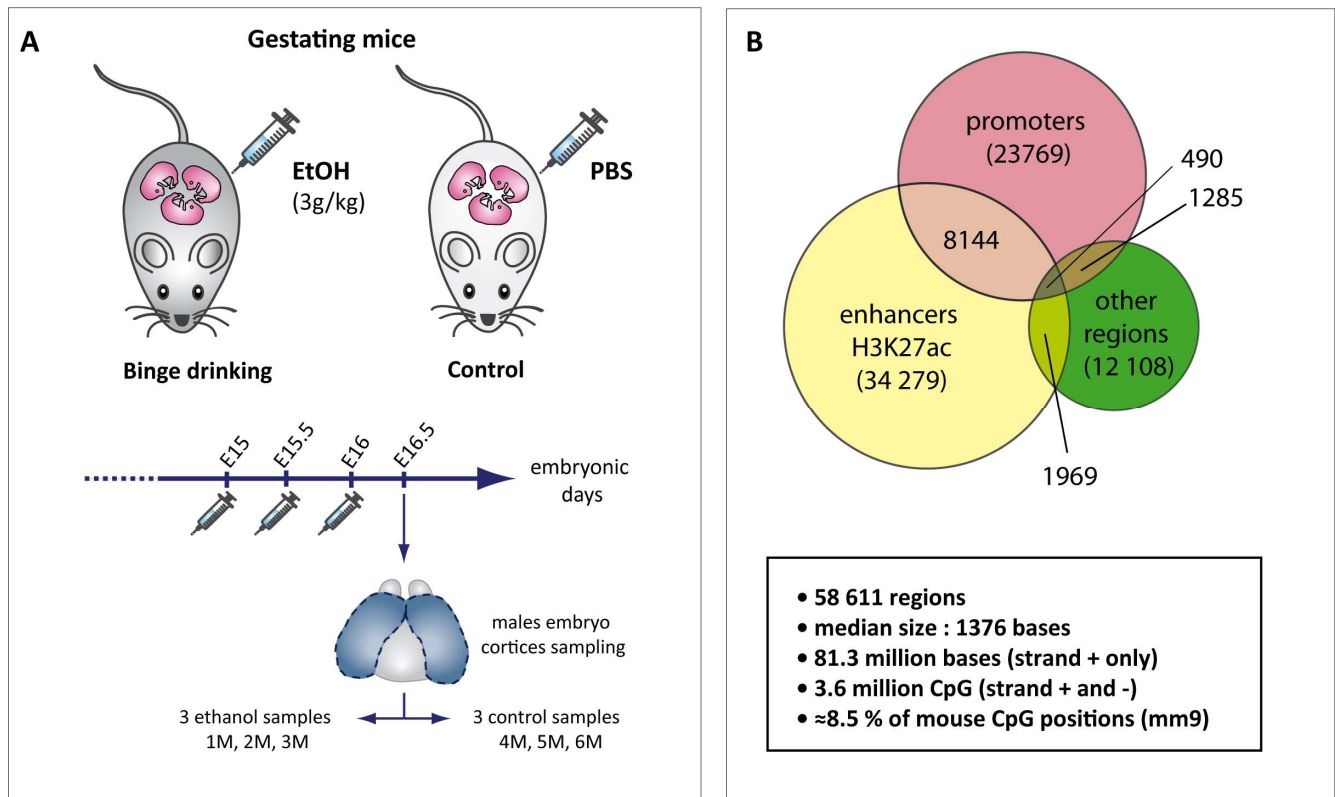 A
Gestating mice
EtOH
(3g/kg)
PBS
Binge drinking
Control
E15
E15.5
E16
E16.5
embryonic
days
males embryo
cortices sampling
3 ethanol samples
1M, 2M, 3M
3 control samples
4M, 5M, 6M
B
promoters
(23769)
490
1285
8144
enhancers
H3K27ac
(34 279)
other
regions
(12 108)
1969
• 58 611 regions
• median size : 1376 bases
• 81.3 million bases (strand + only)
• 3.6 million CpG (strand + and -)
• ≈8.5 % of mouse CpG positions (mm9)